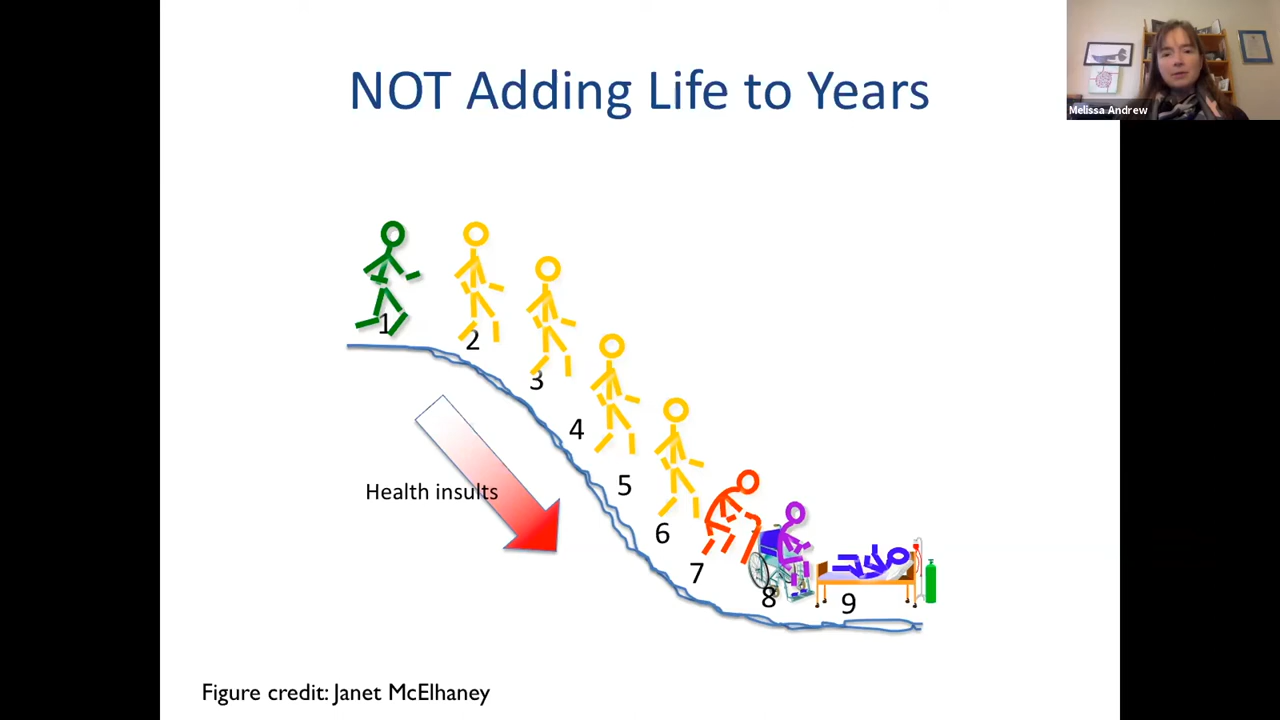 NOT Adding Life to Years
Melissa Andrew
1
2
3
4
5
6
7
8
9
Health insults
Figure credit: Janet McElhaney